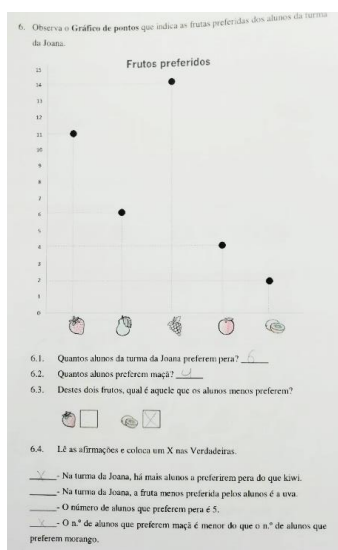 6. Observa o Gráfico de pontos que indica as frutas preferidas dos alunos da turma
da Joana.
Frutos preferidos
15
14
13
12
11
10
9
8
7
6
5
4
3
2
1
0
6.1. Quantos alunos da turma da Joana preferem pera? 6
6.2. Quantos alunos preferem maçã? 4
6.3. Destes dois frutos, qual é aquele que os alunos menos preferem?
X
6.4. Lê as afirmações e coloca um X nas Verdadeiras.
X - Na turma da Joana, há mais alunos a preferirem pera do que kiwi.
- Na turma da Joana, a fruta menos preferida pelos alunos é a uva.
- O número de alunos que preferem pera é 5.
X - O n.º de alunos que preferem maçã é menor do que o n.º de alunos que
preferem morango.